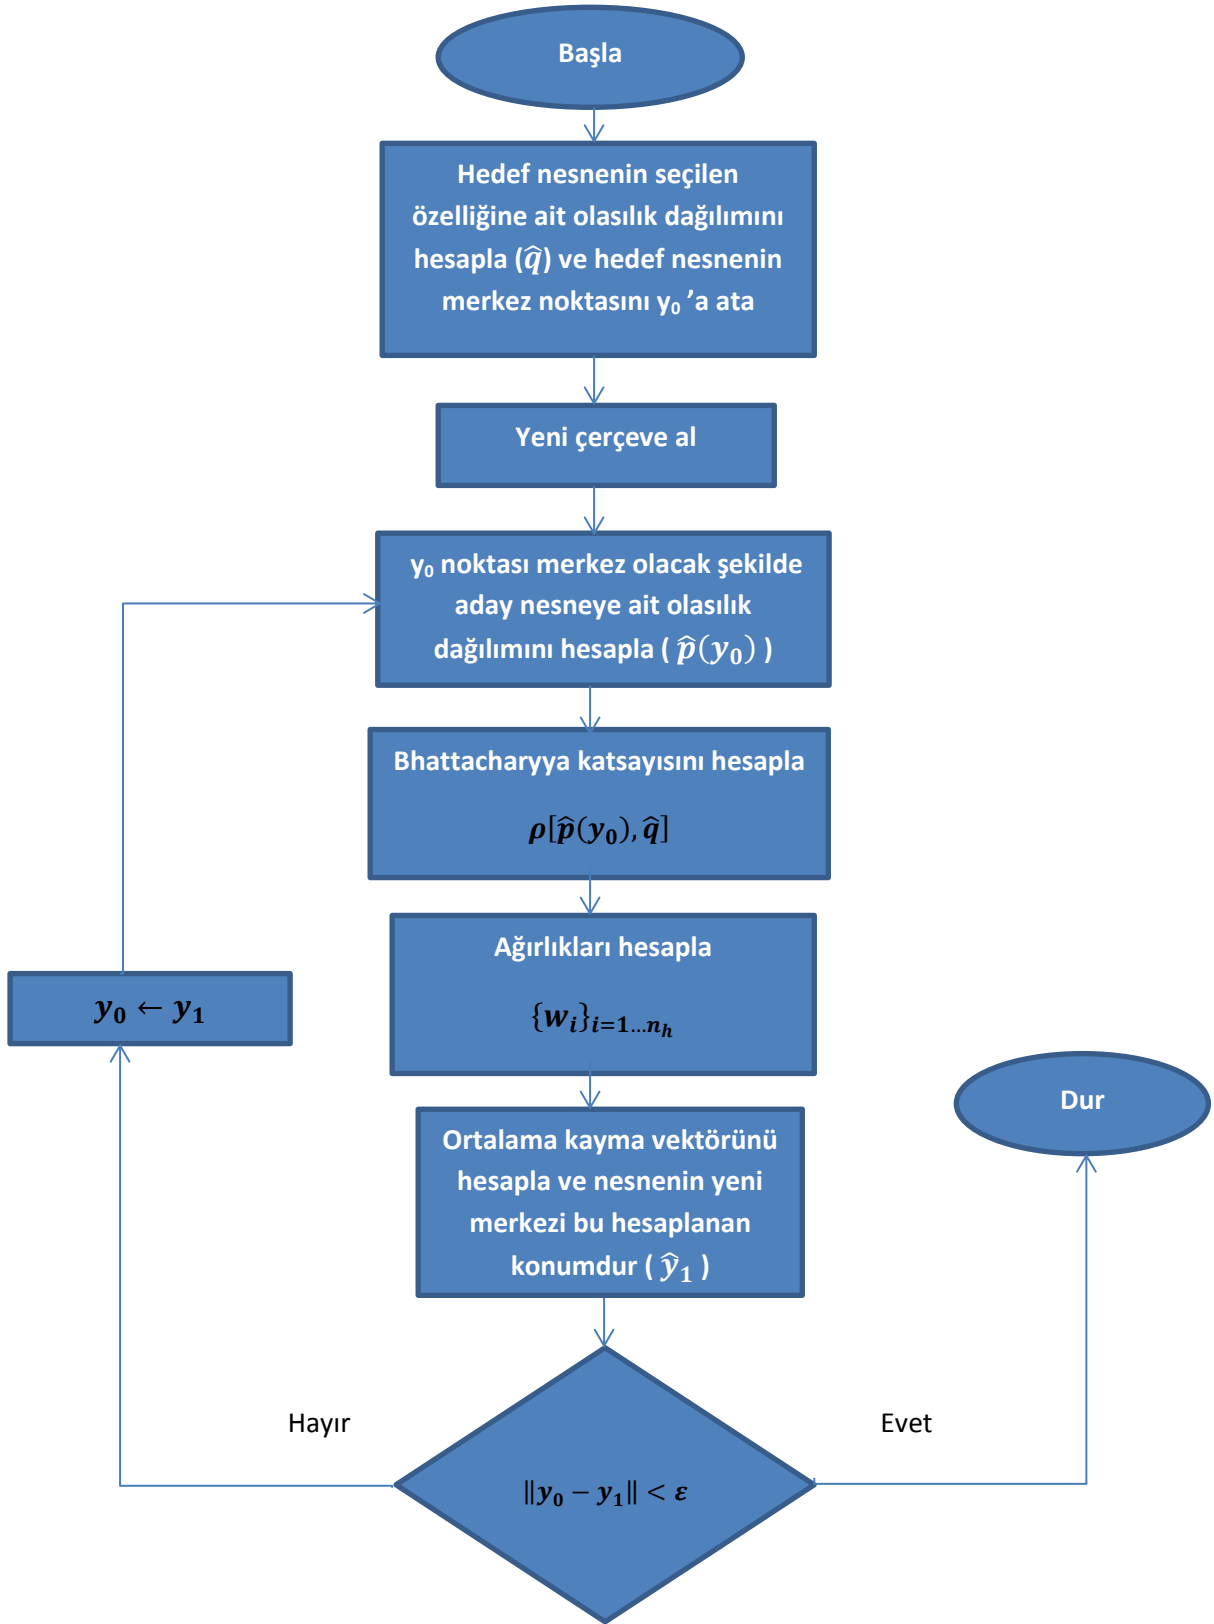 Başla
Hedef nesnenin seçilen
özelliğine ait olasılık dağılımını
hesapla (q̂) ve hedef nesnenin
merkez noktasını y₀ ’a ata
Yeni çerçeve al
y₀ noktası merkez olacak şekilde
aday nesneye ait olasılık
dağılımını hesapla ( p̂(y₀) )
Bhattacharyya katsayısını hesapla
ρ[p̂(y₀), q̂]
Ağırlıkları hesapla
{wᵢ}ᵢ₌₁…ₙₕ
y₀ ← y₁
Ortalama kayma vektörünü
hesapla ve nesnenin yeni
merkezi bu hesaplanan
konumdur ( ŷ₁ )
Dur
Hayır
Evet
‖y₀ − y₁‖ < ε